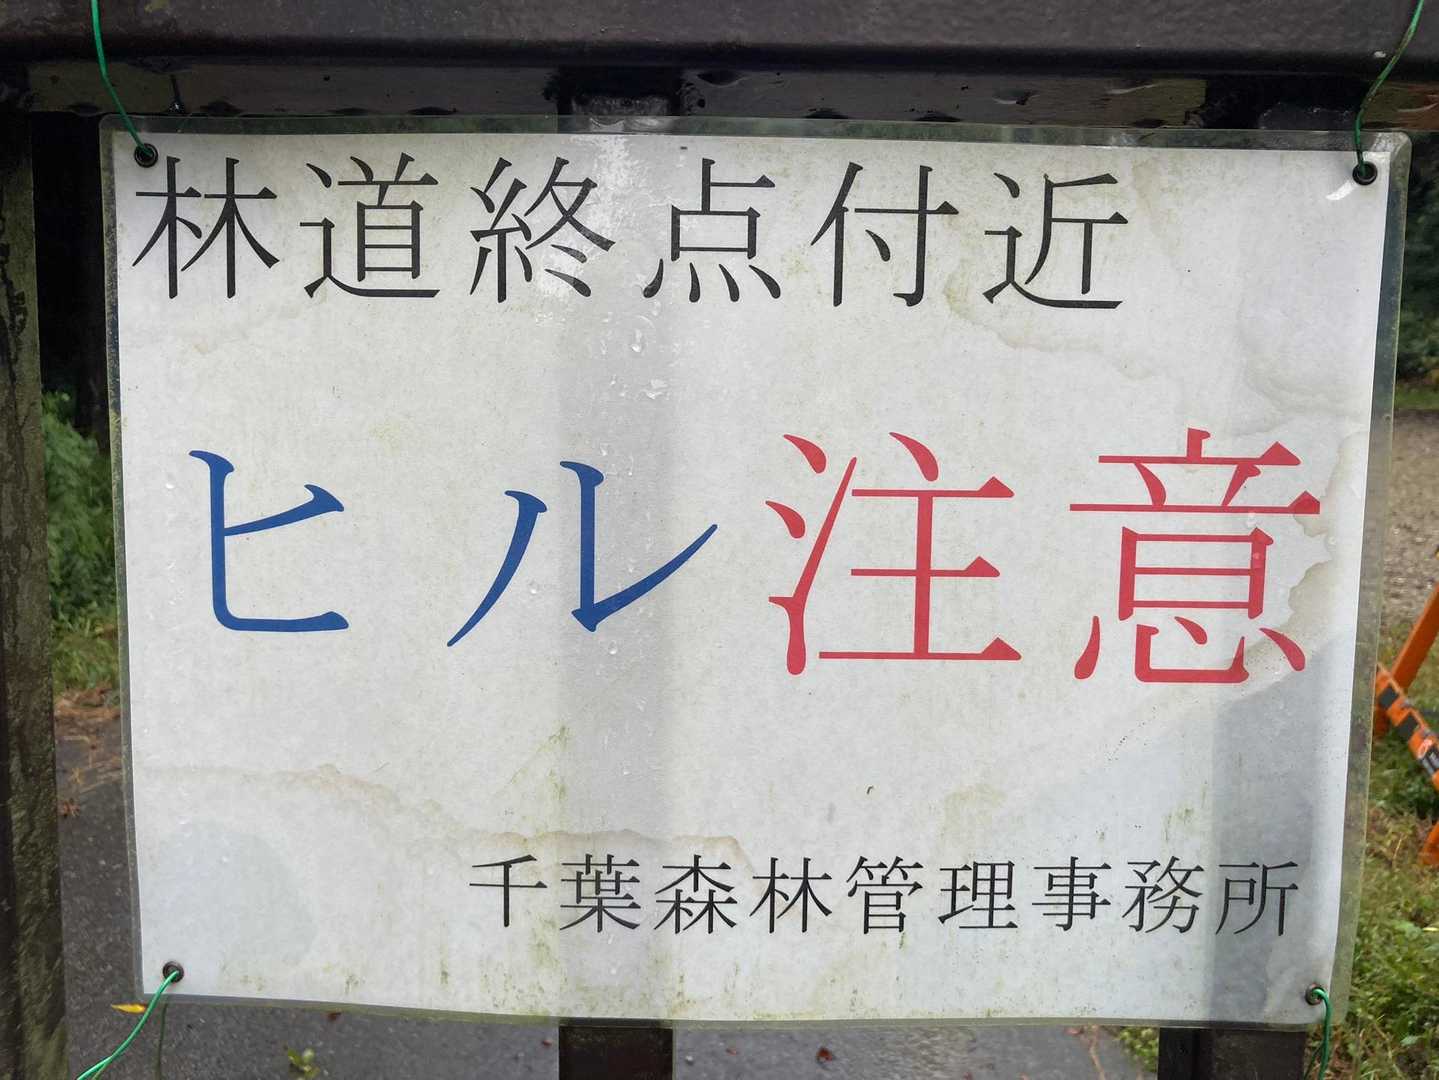 林道終点付近
ヒル注意
千葉森林管理事務所